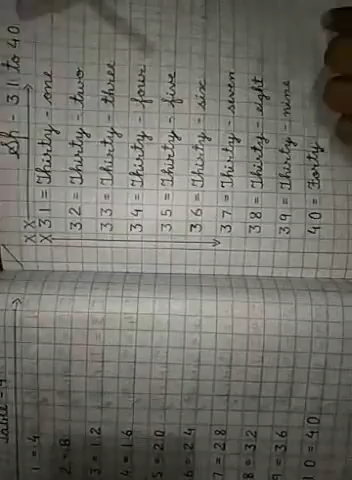 Sp - 31 to 40
31 = Thirty - one
32 = Thirty - two
33 = Thirty - three
34 = Thirty - four
35 = Thirty - five
36 = Thirty - six
37 = Thirty - seven
38 = Thirty - eight
39 = Thirty - nine
40 = Forty
Table - 4
1 = 4
2 = 8
3 = 12
4 = 16
5 = 20
6 = 24
7 = 28
8 = 32
9 = 36
10 = 40